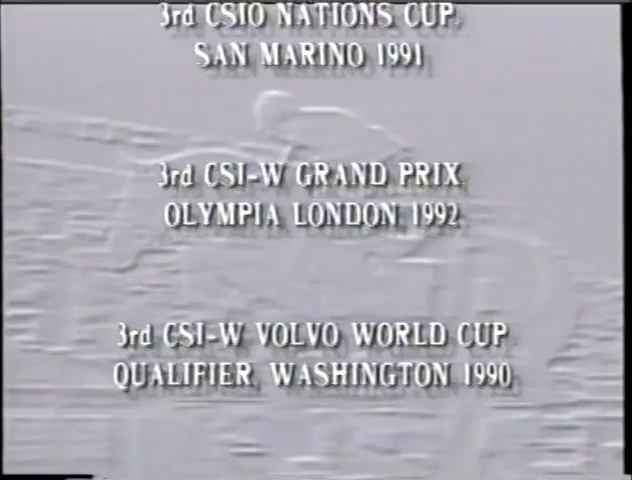 3rd CSIO NATIONS CUP.
SAN MARINO 1991
3rd CSI-W GRAND PRIX.
OLYMPIA LONDON 1992
3rd CSI-W VOLVO WORLD CUP
QUALIFIER, WASHINGTON 1990